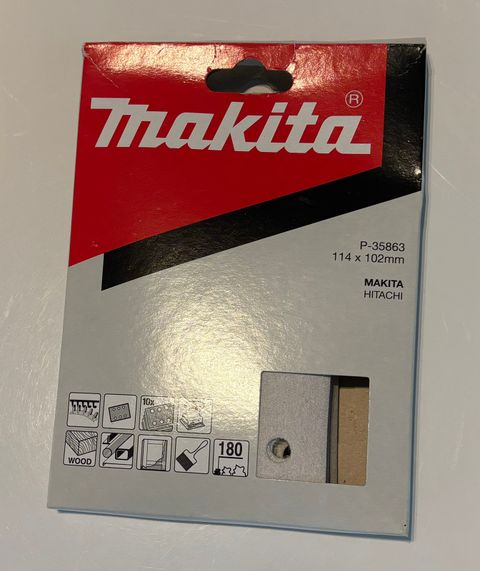 makita®
P-35863
114 x 102mm
MAKITA
HITACHI
10x
WOOD
180